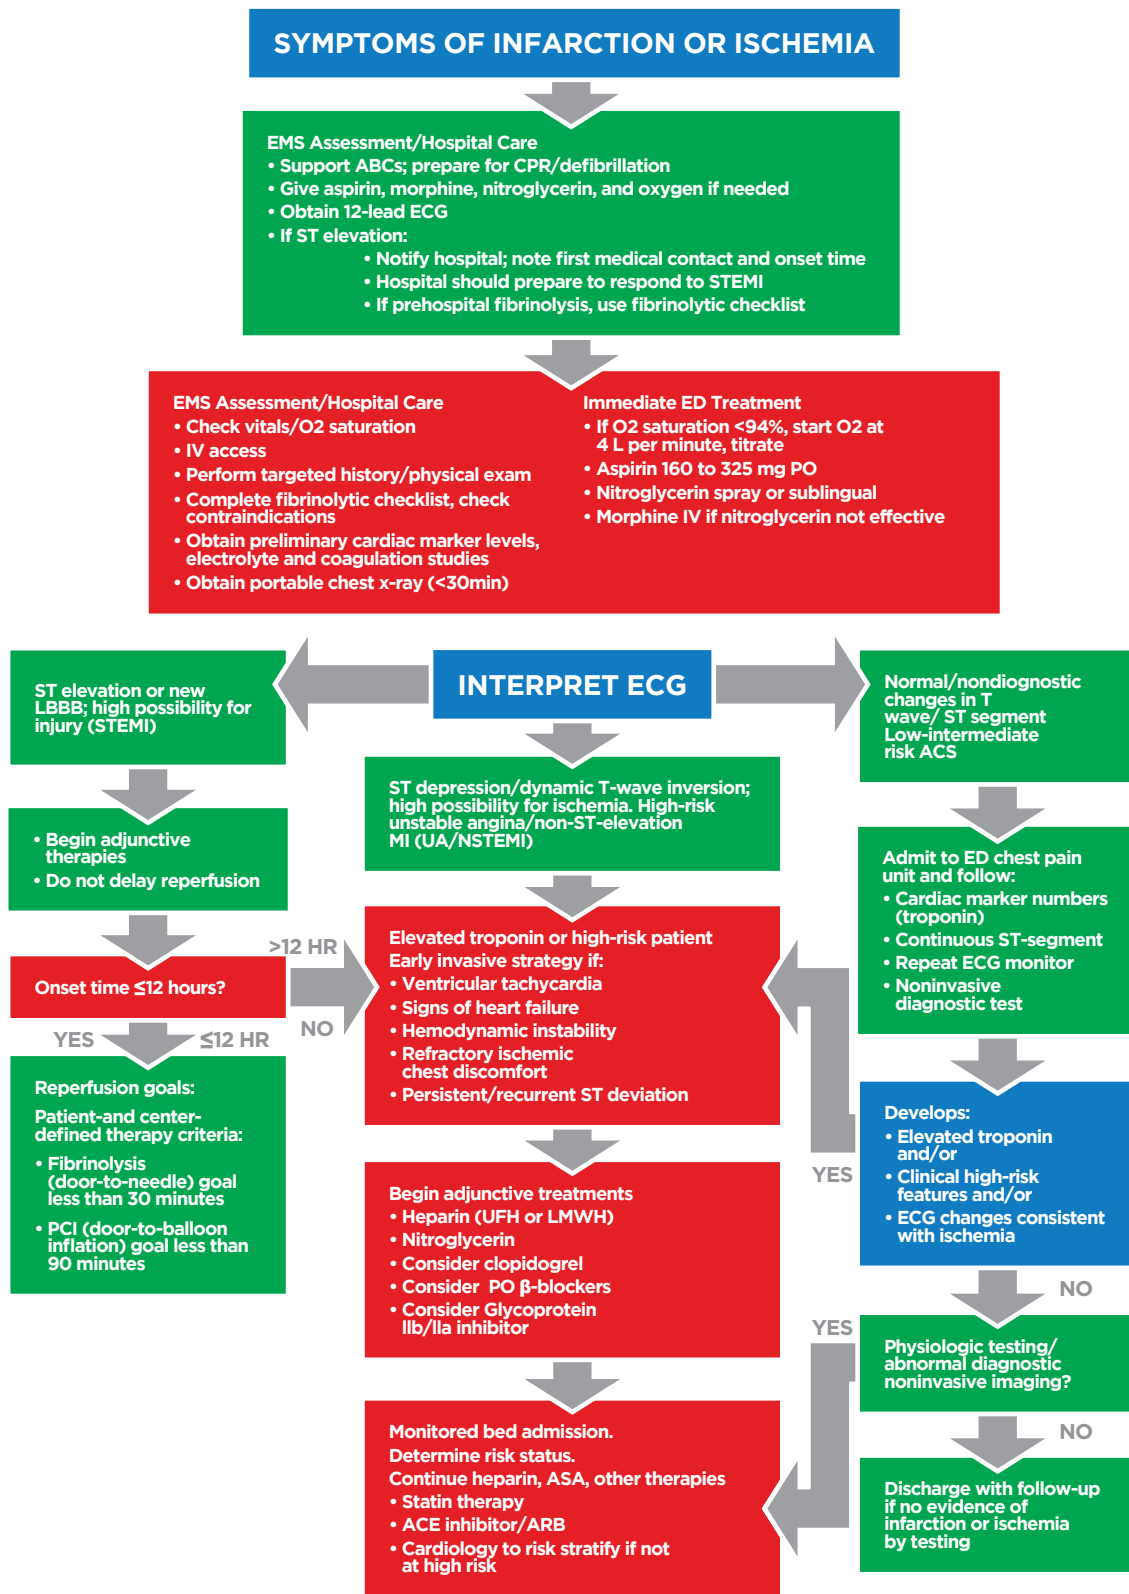 SYMPTOMS OF INFARCTION OR ISCHEMIA
EMS Assessment/Hospital Care
• Support ABCs; prepare for CPR/defibrillation
• Give aspirin, morphine, nitroglycerin, and oxygen if needed
• Obtain 12-lead ECG
• If ST elevation:
• Notify hospital; note first medical contact and onset time
• Hospital should prepare to respond to STEMI
• If prehospital fibrinolysis, use fibrinolytic checklist
EMS Assessment/Hospital Care
• Check vitals/O2 saturation
• IV access
• Perform targeted history/physical exam
• Complete fibrinolytic checklist, check
contraindications
• Obtain preliminary cardiac marker levels,
electrolyte and coagulation studies
• Obtain portable chest x-ray (<30min)
Immediate ED Treatment
• If O2 saturation <94%, start O2 at
4 L per minute, titrate
• Aspirin 160 to 325 mg PO
• Nitroglycerin spray or sublingual
• Morphine IV if nitroglycerin not effective
INTERPRET ECG
ST elevation or new
LBBB; high possibility for
injury (STEMI)
• Begin adjunctive
therapies
• Do not delay reperfusion
Onset time ≤12 hours?
>12 HR
NO
YES
≤12 HR
Reperfusion goals:
Patient-and center-
defined therapy criteria:
• Fibrinolysis
(door-to-needle) goal
less than 30 minutes
• PCI (door-to-balloon
inflation) goal less than
90 minutes
ST depression/dynamic T-wave inversion;
high possibility for ischemia. High-risk
unstable angina/non-ST-elevation
MI (UA/NSTEMI)
Elevated troponin or high-risk patient
Early invasive strategy if:
• Ventricular tachycardia
• Signs of heart failure
• Hemodynamic instability
• Refractory ischemic
chest discomfort
• Persistent/recurrent ST deviation
Begin adjunctive treatments
• Heparin (UFH or LMWH)
• Nitroglycerin
• Consider clopidogrel
• Consider PO β-blockers
• Consider Glycoprotein
IIb/IIa inhibitor
Monitored bed admission.
Determine risk status.
Continue heparin, ASA, other therapies
• Statin therapy
• ACE inhibitor/ARB
• Cardiology to risk stratify if not
at high risk
Normal/nondiagnostic
changes in T
wave/ ST segment
Low-intermediate
risk ACS
Admit to ED chest pain
unit and follow:
• Cardiac marker numbers
(troponin)
• Continuous ST-segment
• Repeat ECG monitor
• Noninvasive
diagnostic test
Develops:
• Elevated troponin
and/or
• Clinical high-risk
features and/or
• ECG changes consistent
with ischemia
YES
NO
Physiologic testing/
abnormal diagnostic
noninvasive imaging?
YES
NO
Discharge with follow-up
if no evidence of
infarction or ischemia
by testing